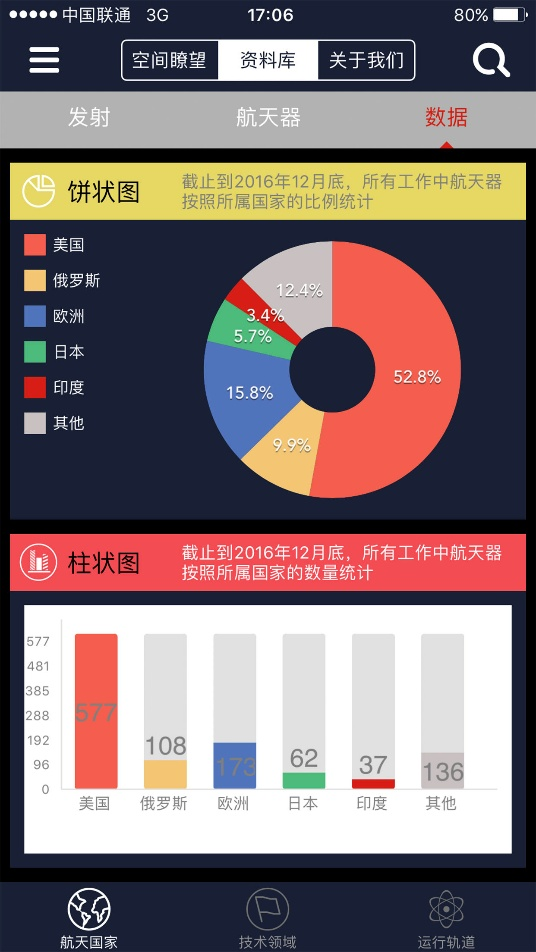 中国联通 3G 17:06 80%
空间瞭望 资料库 关于我们
发射 航天器 数据
饼状图
截止到2016年12月底，所有工作中航天器
按照所属国家的比例统计
美国
俄罗斯
欧洲
日本
印度
其他
12.4%
3.4%
5.7%
52.8%
15.8%
9.9%
柱状图
截止到2016年12月底，所有工作中航天器
按照所属国家的数量统计
577
481
385
288
192
96
0
577
108
173
62
37
136
美国 俄罗斯 欧洲 日本 印度 其他
航天国家 技术领域 运行轨道